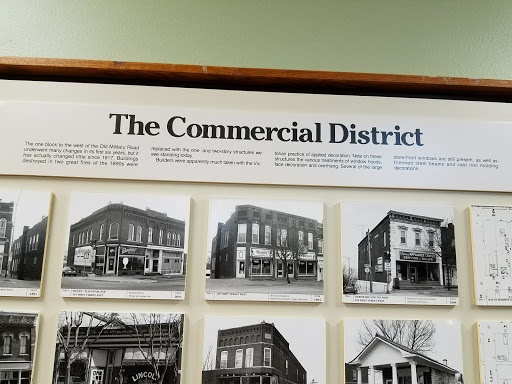 The Commercial District
The one block to the west of the Old Military Road
underwent many changes in its first six years, but it
has actually changed little since 1917. Buildings
destroyed in two great fires of the 1890s were
replaced with the one- and two-story structures we
see standing today.
Builders were apparently much taken with the Vic-
torian practice of applied decoration. Note on three
structures the various treatments of window hoods,
face decoration and overhang. Several of the large
store-front windows are still present, as well as
trimmed steel beams and cast iron molding
decorations.
LINCOLN